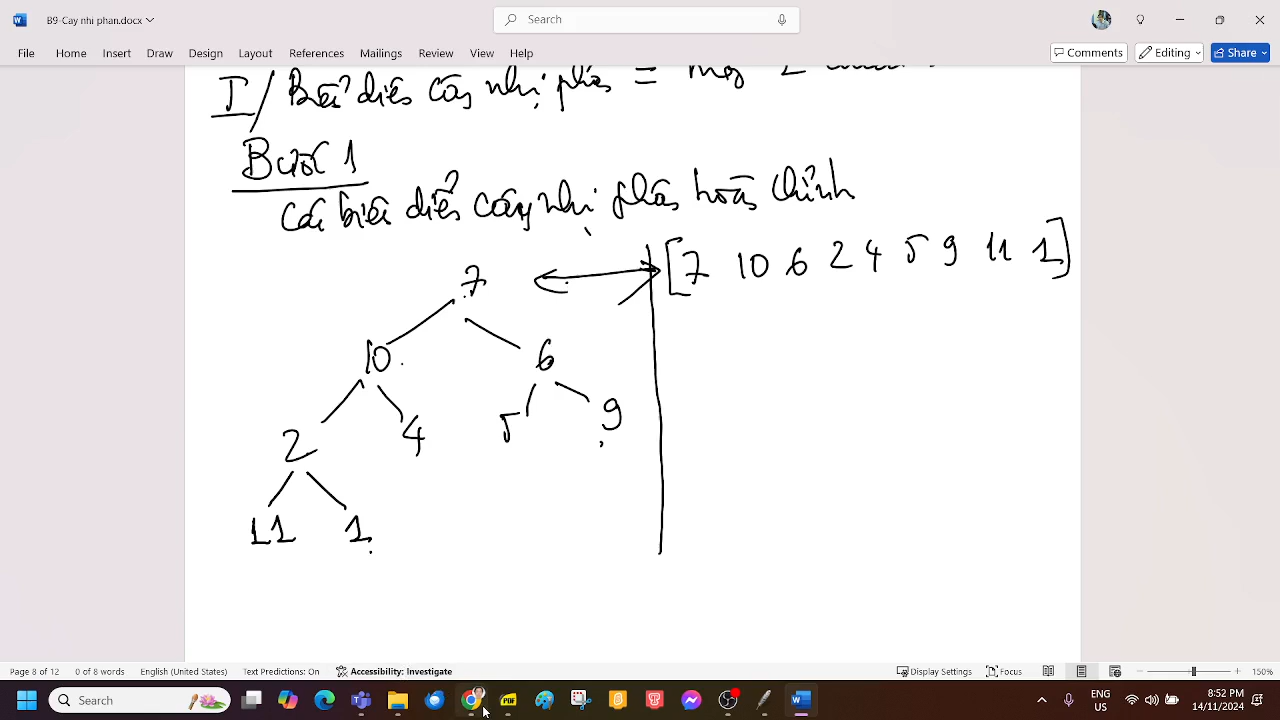 B9-Cay nhi phan.docx
Search
File Home Insert Draw Design Layout References Mailings Review View Help
Comments Editing Share
I/ Biểu diễn cây nhị phân = mảg 1
Bước 1
Cách biểu diễn cây nhị phân hoàn chỉnh
[7 10 6 2 4 5 9 11 1]
7
10 6
2 4 5 9
11 1
Page 8 of 12 0 of 8 words English (United States) Text Predictions: On Accessibility: Investigate Display Settings Focus 150%
Search
PDF
ENG
US
8:52 PM
14/11/2024